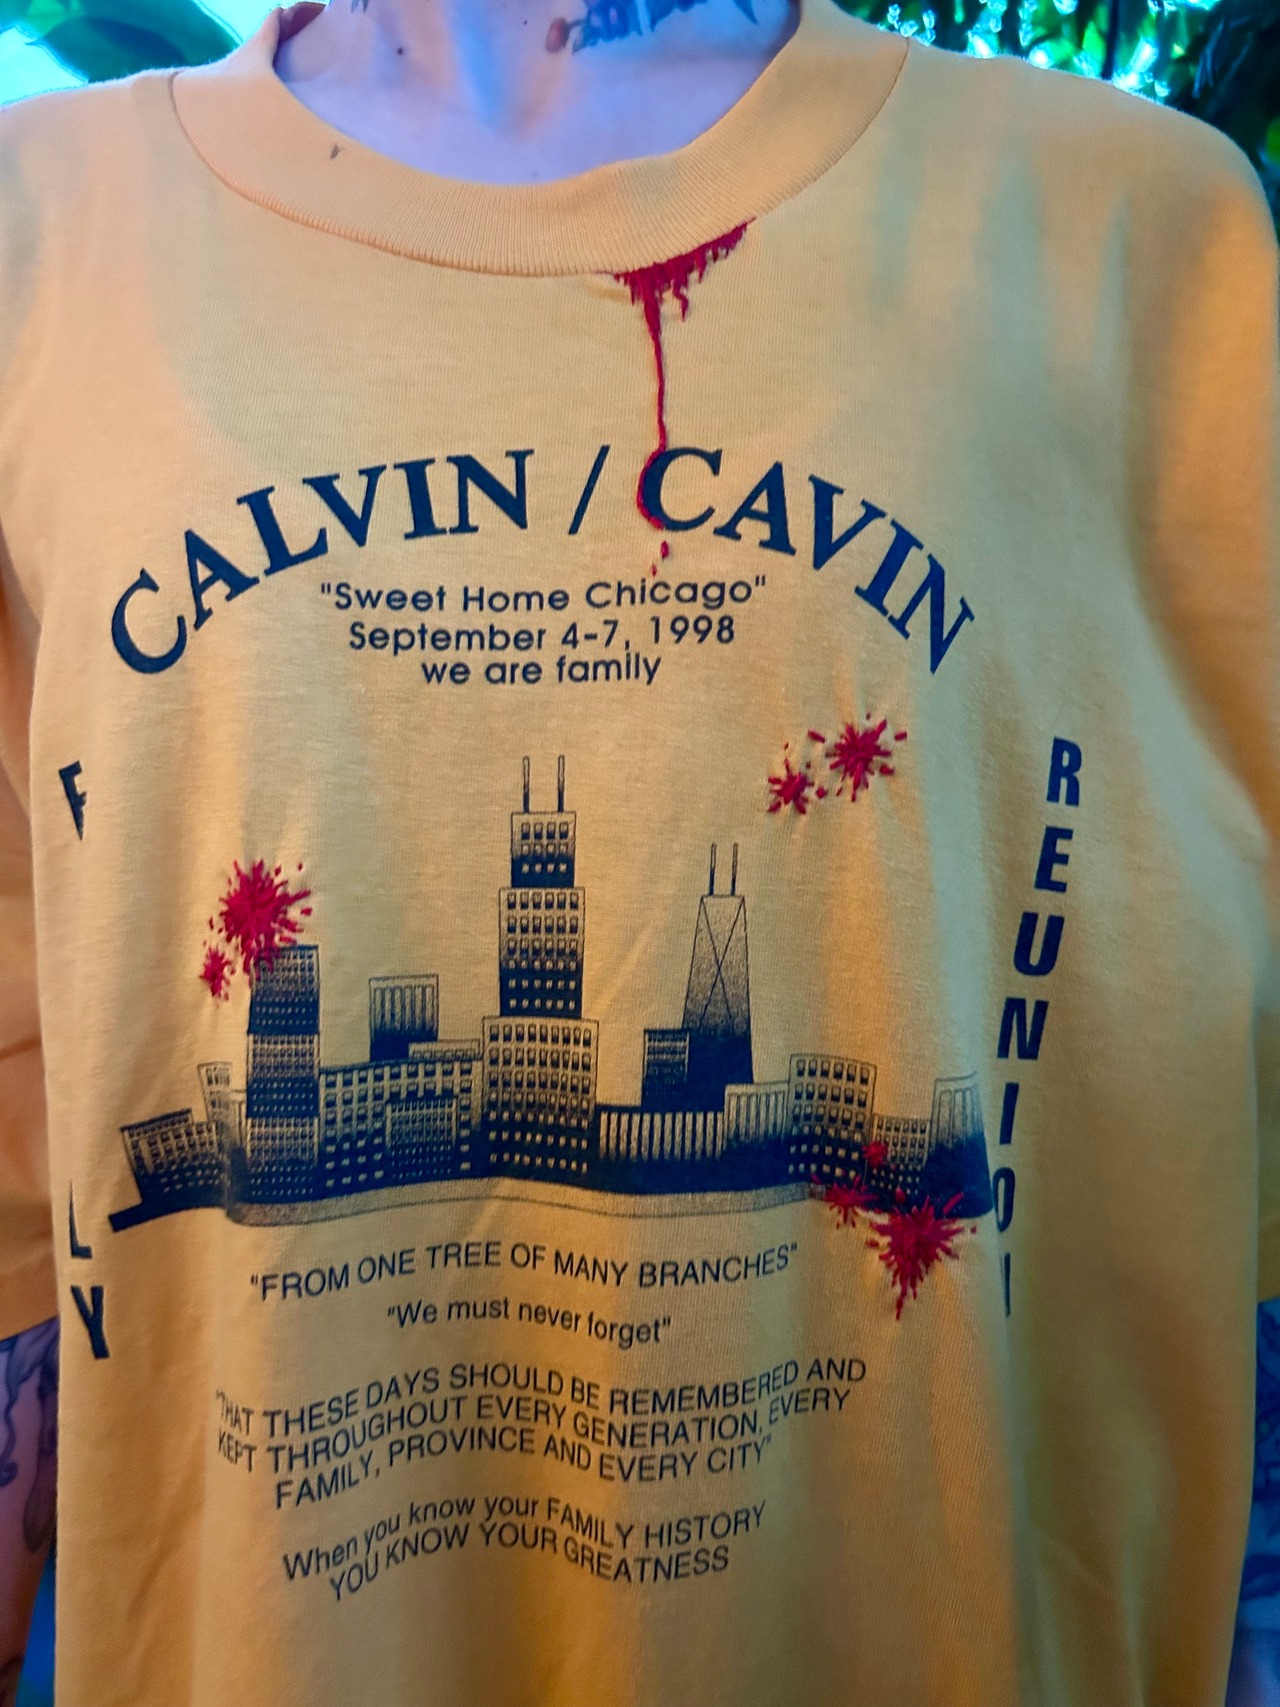 CALVIN / CAVIN
"Sweet Home Chicago"
September 4-7, 1998
we are family
F
L
Y
REUNIO
"FROM ONE TREE OF MANY BRANCHES"
"We must never forget"
"THAT THESE DAYS SHOULD BE REMEMBERED AND
KEPT THROUGHOUT EVERY GENERATION, EVERY
FAMILY, PROVINCE AND EVERY CITY"
When you know your FAMILY HISTORY
YOU KNOW YOUR GREATNESS